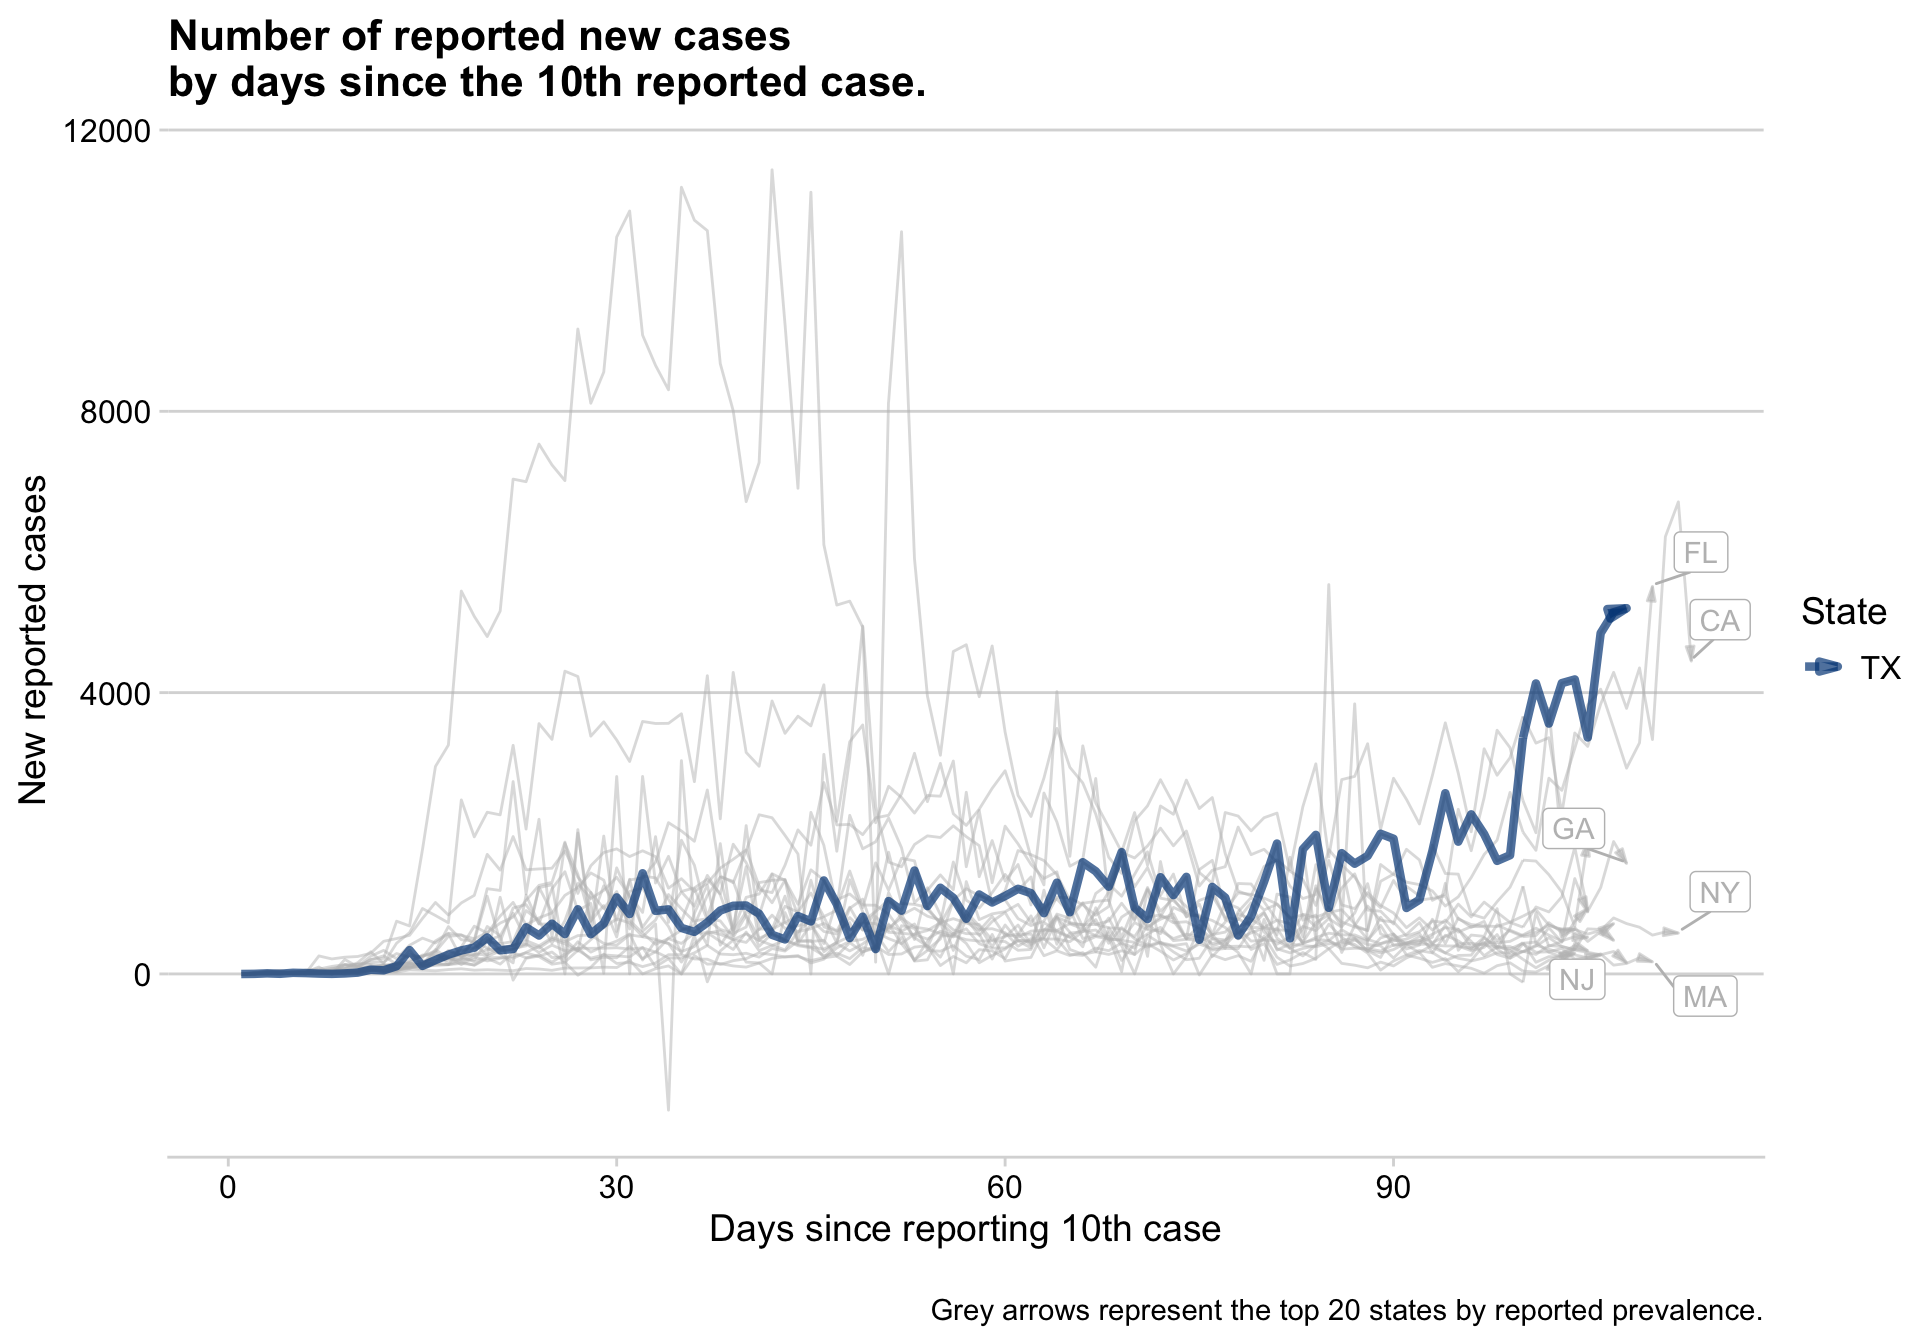 Number of reported new cases
by days since the 10th reported case.
12000
8000
4000
0
New reported cases
FL
CA
GA
NY
NJ
MA
State
TX
0
30
60
90
Days since reporting 10th case
Grey arrows represent the top 20 states by reported prevalence.